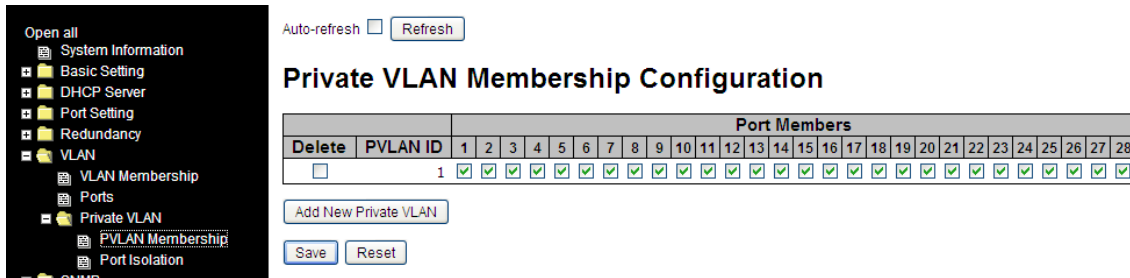 Open all
System Information
Basic Setting
DHCP Server
Port Setting
Redundancy
VLAN
VLAN Membership
Ports
Private VLAN
PVLAN Membership
Port Isolation
SNMP
Auto-refresh Refresh
Private VLAN Membership Configuration
Port Members
Delete PVLAN ID 1 2 3 4 5 6 7 8 9 10 11 12 13 14 15 16 17 18 19 20 21 22 23 24 25 26 27 28
1
Add New Private VLAN
Save Reset